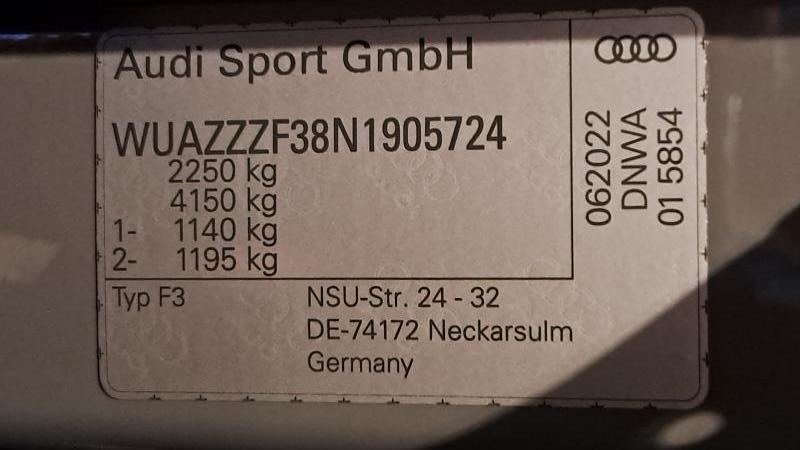 Audi Sport GmbH
WUAZZZF38N1905724
2250 kg
4150 kg
1- 1140 kg
2- 1195 kg
Typ F3
NSU-Str. 24 - 32
DE-74172 Neckarsulm
Germany
062022
DNWA
01 5854